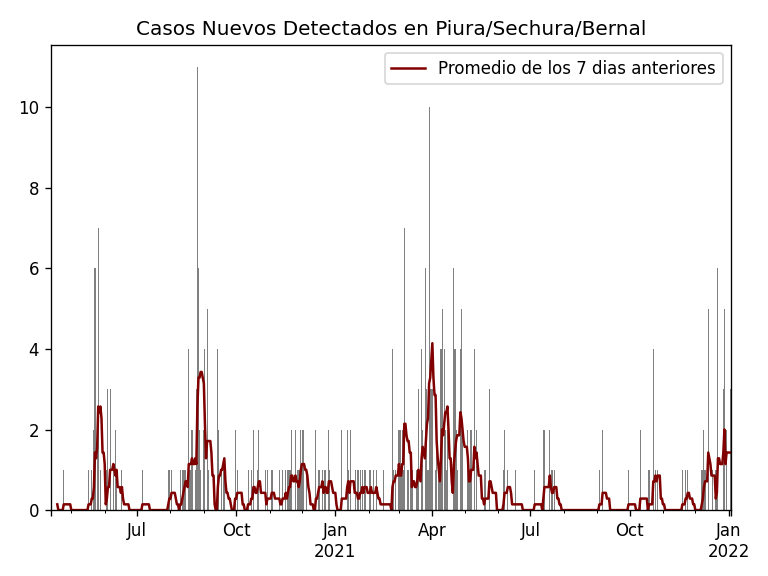 Casos Nuevos Detectados en Piura/Sechura/Bernal
Promedio de los 7 dias anteriores
10
8
6
4
2
0
Jul
Oct
Jan
2021
Apr
Jul
Oct
Jan
2022